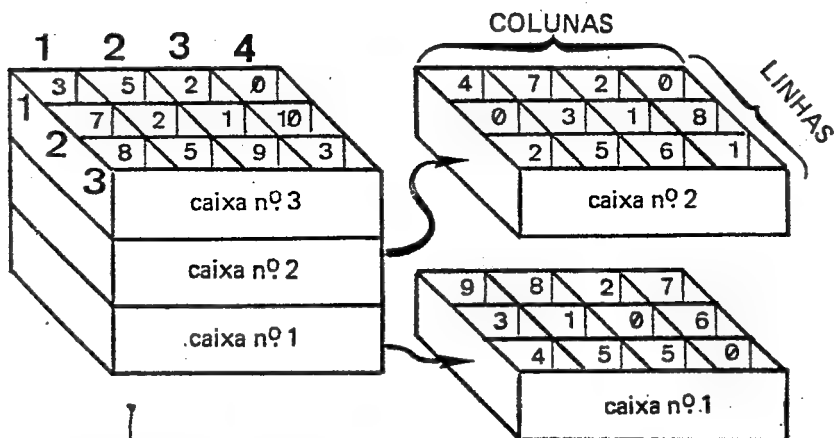 1 2 3 4
1 3 5 2 0
2 7 2 1 10
3 8 5 9 3
caixa nº 3
caixa nº 2
caixa nº 1
COLUNAS
LINHAS
4 7 2 0
0 3 1 8
2 5 6 1
caixa nº 2
9 8 2 7
3 1 0 6
4 5 5 0
caixa nº 1